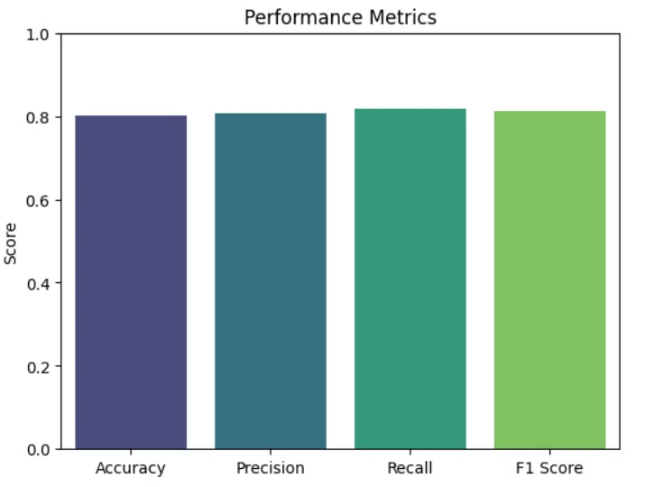 Performance Metrics
1.0
0.8
0.6
0.4
0.2
0.0
Score
Accuracy
Precision
Recall
F1 Score